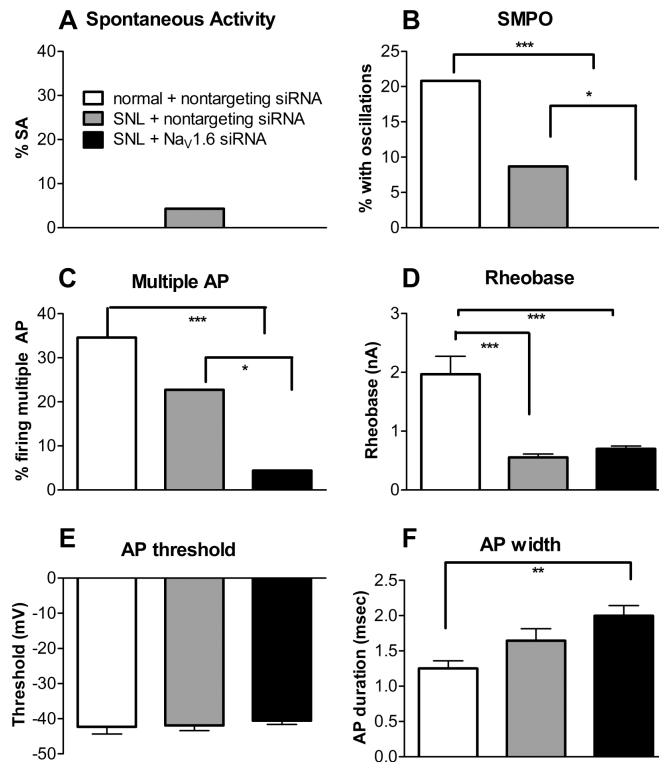 A Spontaneous Activity
% SA
40
30
20
10
0
normal + nontargeting siRNA
SNL + nontargeting siRNA
SNL + NaV1.6 siRNA
B SMPO
% with oscillations
25
20
15
10
5
0
***
*
C Multiple AP
% firing multiple AP
40
30
20
10
0
***
*
D Rheobase
Rheobase (nA)
3
2
1
0
***
***
E AP threshold
Threshold (mV)
0
-10
-20
-30
-40
-50
F AP width
AP duration (msec)
2.5
2.0
1.5
1.0
0.5
0.0
**